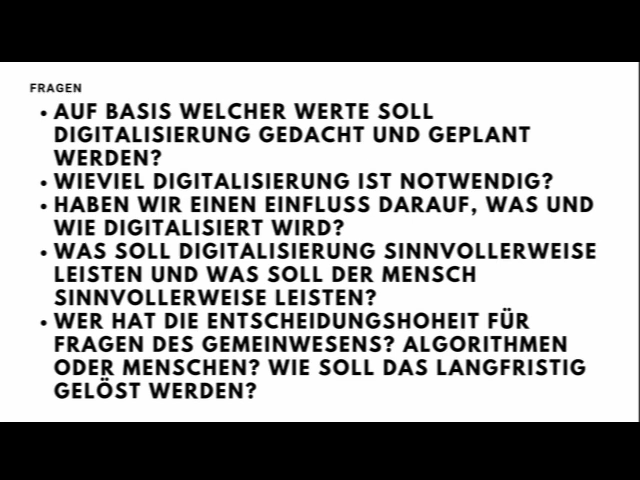 FRAGEN
• AUF BASIS WELCHER WERTE SOLL
DIGITALISIERUNG GEDACHT UND GEPLANT
WERDEN?
• WIEVIEL DIGITALISIERUNG IST NOTWENDIG?
• HABEN WIR EINEN EINFLUSS DARAUF, WAS UND
WIE DIGITALISIERT WIRD?
• WAS SOLL DIGITALISIERUNG SINNVOLLERWEISE
LEISTEN UND WAS SOLL DER MENSCH
SINNVOLLERWEISE LEISTEN?
• WER HAT DIE ENTSCHEIDUNGSHOHEIT FÜR
FRAGEN DES GEMEINWESENS? ALGORITHMEN
ODER MENSCHEN? WIE SOLL DAS LANGFRISTIG
GELÖST WERDEN?